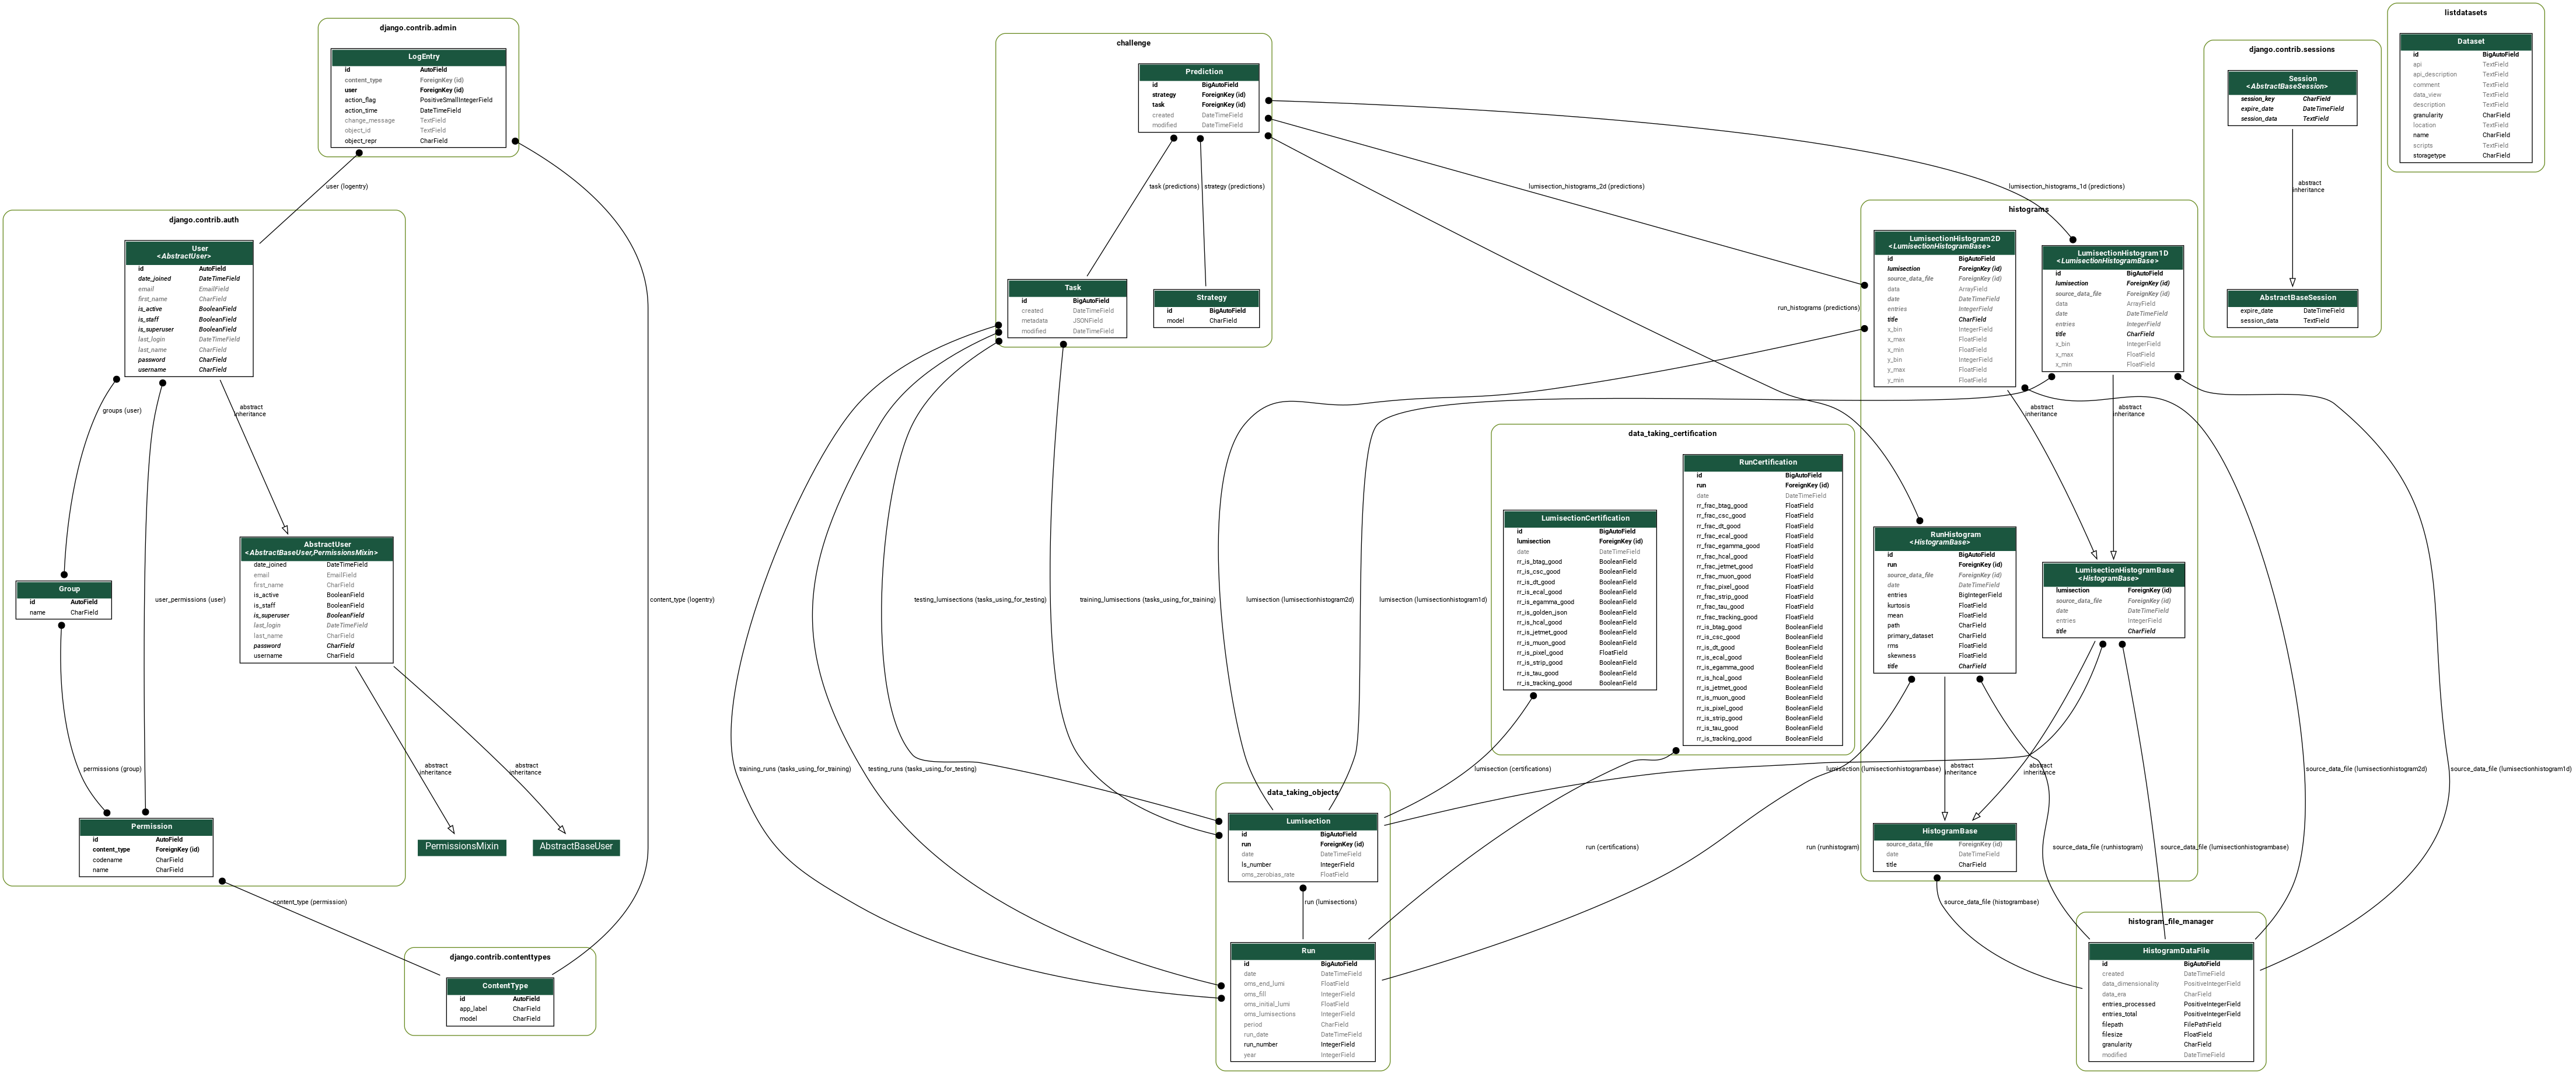 django.contrib.admin
LogEntry
id AutoField
content_type ForeignKey (id)
user ForeignKey (id)
action_flag PositiveSmallIntegerField
action_time DateTimeField
change_message TextField
object_id TextField
object_repr CharField
user (logentry)
content_type (logentry)
django.contrib.auth
User
<AbstractUser>
id AutoField
date_joined DateTimeField
email EmailField
first_name CharField
is_active BooleanField
is_staff BooleanField
is_superuser BooleanField
last_login DateTimeField
last_name CharField
password CharField
username CharField
groups (user)
abstract
inheritance
user_permissions (user)
AbstractUser
<AbstractBaseUser,PermissionsMixin>
date_joined DateTimeField
email EmailField
first_name CharField
is_active BooleanField
is_staff BooleanField
is_superuser BooleanField
last_login DateTimeField
last_name CharField
password CharField
username CharField
Group
id AutoField
name CharField
permissions (group)
abstract
inheritance
abstract
inheritance
Permission
id AutoField
content_type ForeignKey (id)
codename CharField
name CharField
PermissionsMixin
AbstractBaseUser
content_type (permission)
django.contrib.contenttypes
ContentType
id AutoField
app_label CharField
model CharField
challenge
Prediction
id BigAutoField
strategy ForeignKey (id)
task ForeignKey (id)
created DateTimeField
modified DateTimeField
task (predictions)
strategy (predictions)
Task
id BigAutoField
created DateTimeField
metadata JSONField
modified DateTimeField
Strategy
id BigAutoField
model CharField
lumisection_histograms_2d (predictions)
lumisection_histograms_1d (predictions)
run_histograms (predictions)
testing_lumisections (tasks_using_for_testing)
training_lumisections (tasks_using_for_training)
lumisection (lumisectionhistogram2d)
lumisection (lumisectionhistogram1d)
training_runs (tasks_using_for_training)
testing_runs (tasks_using_for_testing)
data_taking_certification
LumisectionCertification
id BigAutoField
lumisection ForeignKey (id)
date DateTimeField
rr_is_btag_good BooleanField
rr_is_csc_good BooleanField
rr_is_dt_good BooleanField
rr_is_ecal_good BooleanField
rr_is_egamma_good BooleanField
rr_is_golden_json BooleanField
rr_is_hcal_good BooleanField
rr_is_jetmet_good BooleanField
rr_is_muon_good BooleanField
rr_is_pixel_good FloatField
rr_is_strip_good BooleanField
rr_is_tau_good BooleanField
rr_is_tracking_good BooleanField
RunCertification
id BigAutoField
run ForeignKey (id)
date DateTimeField
rr_frac_btag_good FloatField
rr_frac_csc_good FloatField
rr_frac_dt_good FloatField
rr_frac_ecal_good FloatField
rr_frac_egamma_good FloatField
rr_frac_hcal_good FloatField
rr_frac_jetmet_good FloatField
rr_frac_muon_good FloatField
rr_frac_pixel_good FloatField
rr_frac_strip_good FloatField
rr_frac_tau_good FloatField
rr_frac_tracking_good FloatField
rr_is_btag_good BooleanField
rr_is_csc_good BooleanField
rr_is_dt_good BooleanField
rr_is_ecal_good BooleanField
rr_is_egamma_good BooleanField
rr_is_hcal_good BooleanField
rr_is_jetmet_good BooleanField
rr_is_muon_good BooleanField
rr_is_pixel_good BooleanField
rr_is_strip_good BooleanField
rr_is_tau_good BooleanField
rr_is_tracking_good BooleanField
lumisection (certifications)
lumisection (lumisectionhistogrambase)
run (certifications)
run (runhistogram)
data_taking_objects
Lumisection
id BigAutoField
run ForeignKey (id)
date DateTimeField
ls_number IntegerField
oms_zerobias_rate FloatField
run (lumisections)
Run
id BigAutoField
date DateTimeField
oms_end_lumi FloatField
oms_fill IntegerField
oms_initial_lumi FloatField
oms_lumisections IntegerField
period CharField
run_date DateTimeField
run_number IntegerField
year IntegerField
histograms
LumisectionHistogram2D
<LumisectionHistogramBase>
id BigAutoField
lumisection ForeignKey (id)
source_data_file ForeignKey (id)
data ArrayField
date DateTimeField
entries IntegerField
title CharField
x_bin IntegerField
x_max FloatField
x_min FloatField
y_bin IntegerField
y_max FloatField
y_min FloatField
LumisectionHistogram1D
<LumisectionHistogramBase>
id BigAutoField
lumisection ForeignKey (id)
source_data_file ForeignKey (id)
data ArrayField
date DateTimeField
entries IntegerField
title CharField
x_bin IntegerField
x_max FloatField
x_min FloatField
abstract
inheritance
abstract
inheritance
RunHistogram
<HistogramBase>
id BigAutoField
run ForeignKey (id)
source_data_file ForeignKey (id)
date DateTimeField
entries BigIntegerField
kurtosis FloatField
mean FloatField
path CharField
primary_dataset CharField
rms FloatField
skewness FloatField
title CharField
LumisectionHistogramBase
<HistogramBase>
lumisection ForeignKey (id)
source_data_file ForeignKey (id)
date DateTimeField
entries IntegerField
title CharField
abstract
inheritance
abstract
inheritance
HistogramBase
source_data_file ForeignKey (id)
date DateTimeField
title CharField
source_data_file (lumisectionhistogram2d)
source_data_file (lumisectionhistogram1d)
source_data_file (runhistogram)
source_data_file (lumisectionhistogrambase)
source_data_file (histogrambase)
histogram_file_manager
HistogramDataFile
id BigAutoField
created DateTimeField
data_dimensionality PositiveIntegerField
data_era CharField
entries_processed PositiveIntegerField
entries_total PositiveIntegerField
filepath FilePathField
filesize FloatField
granularity CharField
modified DateTimeField
django.contrib.sessions
Session
<AbstractBaseSession>
session_key CharField
expire_date DateTimeField
session_data TextField
abstract
inheritance
AbstractBaseSession
expire_date DateTimeField
session_data TextField
listdatasets
Dataset
id BigAutoField
api TextField
api_description TextField
comment TextField
data_view TextField
description TextField
granularity CharField
location TextField
name CharField
scripts TextField
storagetype CharField